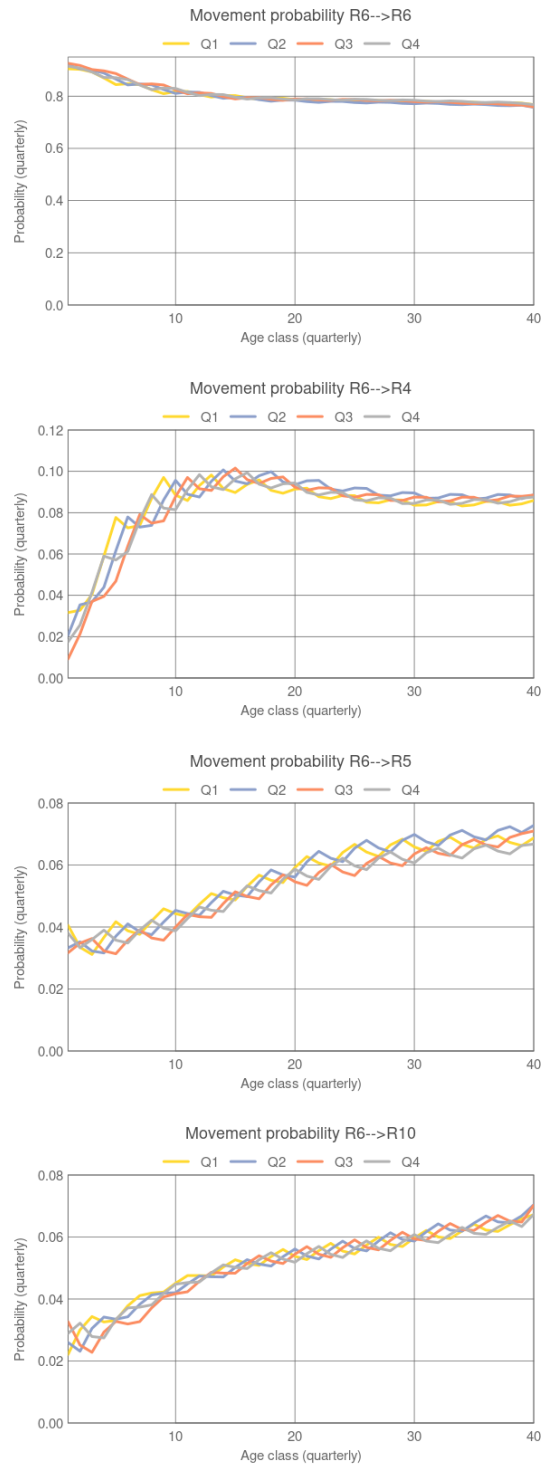 Movement probability R6-->R6
Q1 Q2 Q3 Q4
Probability (quarterly)
0.8
0.6
0.4
0.2
0.0
10 20 30 40
Age class (quarterly)
Movement probability R6-->R4
Q1 Q2 Q3 Q4
Probability (quarterly)
0.12
0.10
0.08
0.06
0.04
0.02
0.00
10 20 30 40
Age class (quarterly)
Movement probability R6-->R5
Q1 Q2 Q3 Q4
Probability (quarterly)
0.08
0.06
0.04
0.02
0.00
10 20 30 40
Age class (quarterly)
Movement probability R6-->R10
Q1 Q2 Q3 Q4
Probability (quarterly)
0.08
0.06
0.04
0.02
0.00
10 20 30 40
Age class (quarterly)